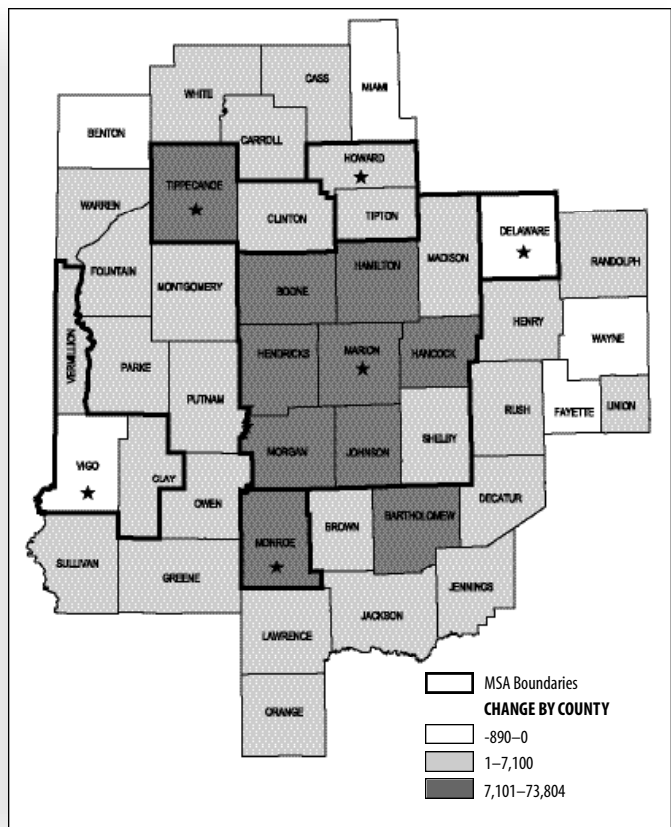 CASS
MIAMI
WHITE
BENTON
CARROLL
HOWARD
TIPPECANOE
WARREN
CLINTON
TIPTON
DELAWARE
MADISON
RANDOLPH
FOUNTAIN
HAMILTON
MONTGOMERY
BOONE
HENRY
WAYNE
VERMILLION
PARKE
HENDRICKS
MARION
HANCOCK
PUTNAM
RUSH
FAYETTE
UNION
SHELBY
MORGAN
JOHNSON
VIGO
CLAY
OWEN
DECATUR
BROWN
BARTHOLOMEW
MONROE
SULLIVAN
GREENE
JENNINGS
JACKSON
LAWRENCE
ORANGE
MSA Boundaries
CHANGE BY COUNTY
-890–0
1–7,100
7,101–73,804